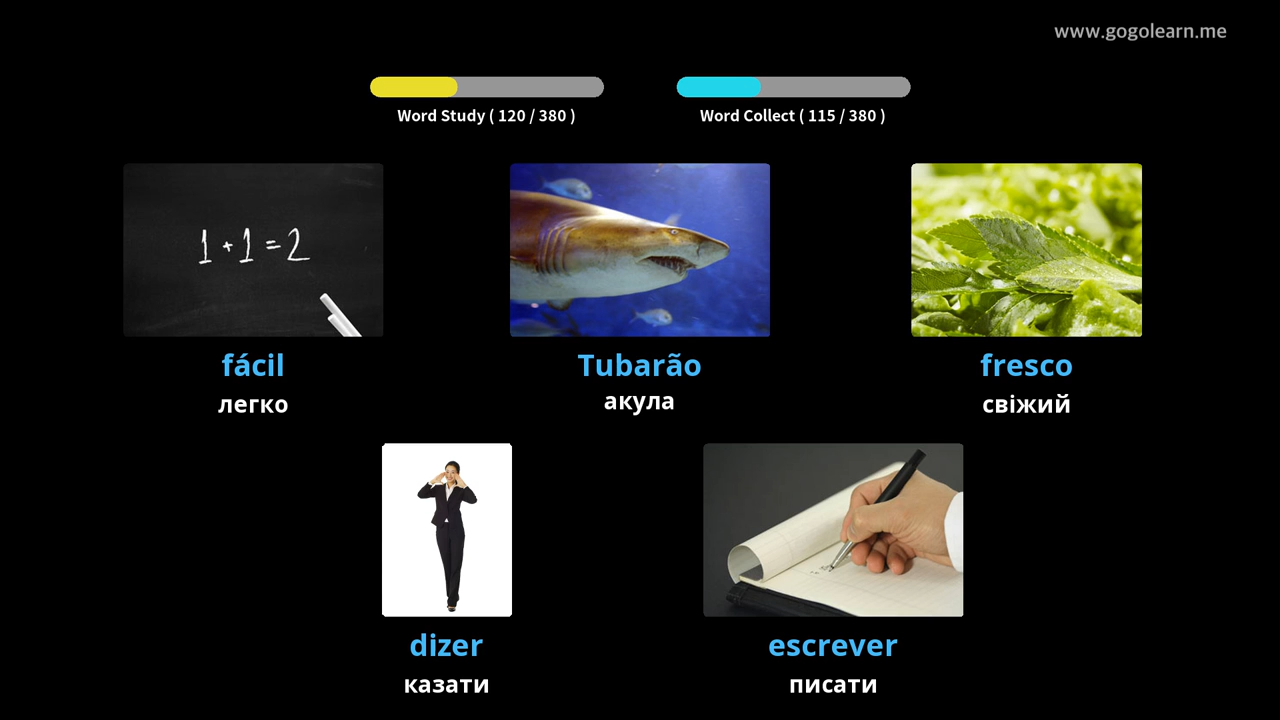 www.gogolearn.me
Word Study ( 120 / 380 )
Word Collect ( 115 / 380 )
1 + 1 = 2
fácil
легко
Tubarão
акула
fresco
свіжий
dizer
казати
escrever
писати